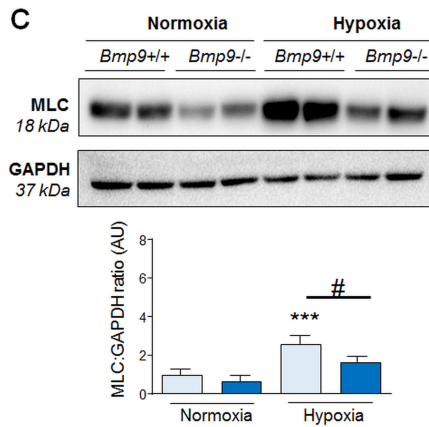 C
Normoxia Hypoxia
Bmp9+/+ Bmp9-/- Bmp9+/+ Bmp9-/-
MLC
18 kDa
GAPDH
37 kDa
MLC:GAPDH ratio (AU)
8
6
4
2
0
***
#
Normoxia Hypoxia